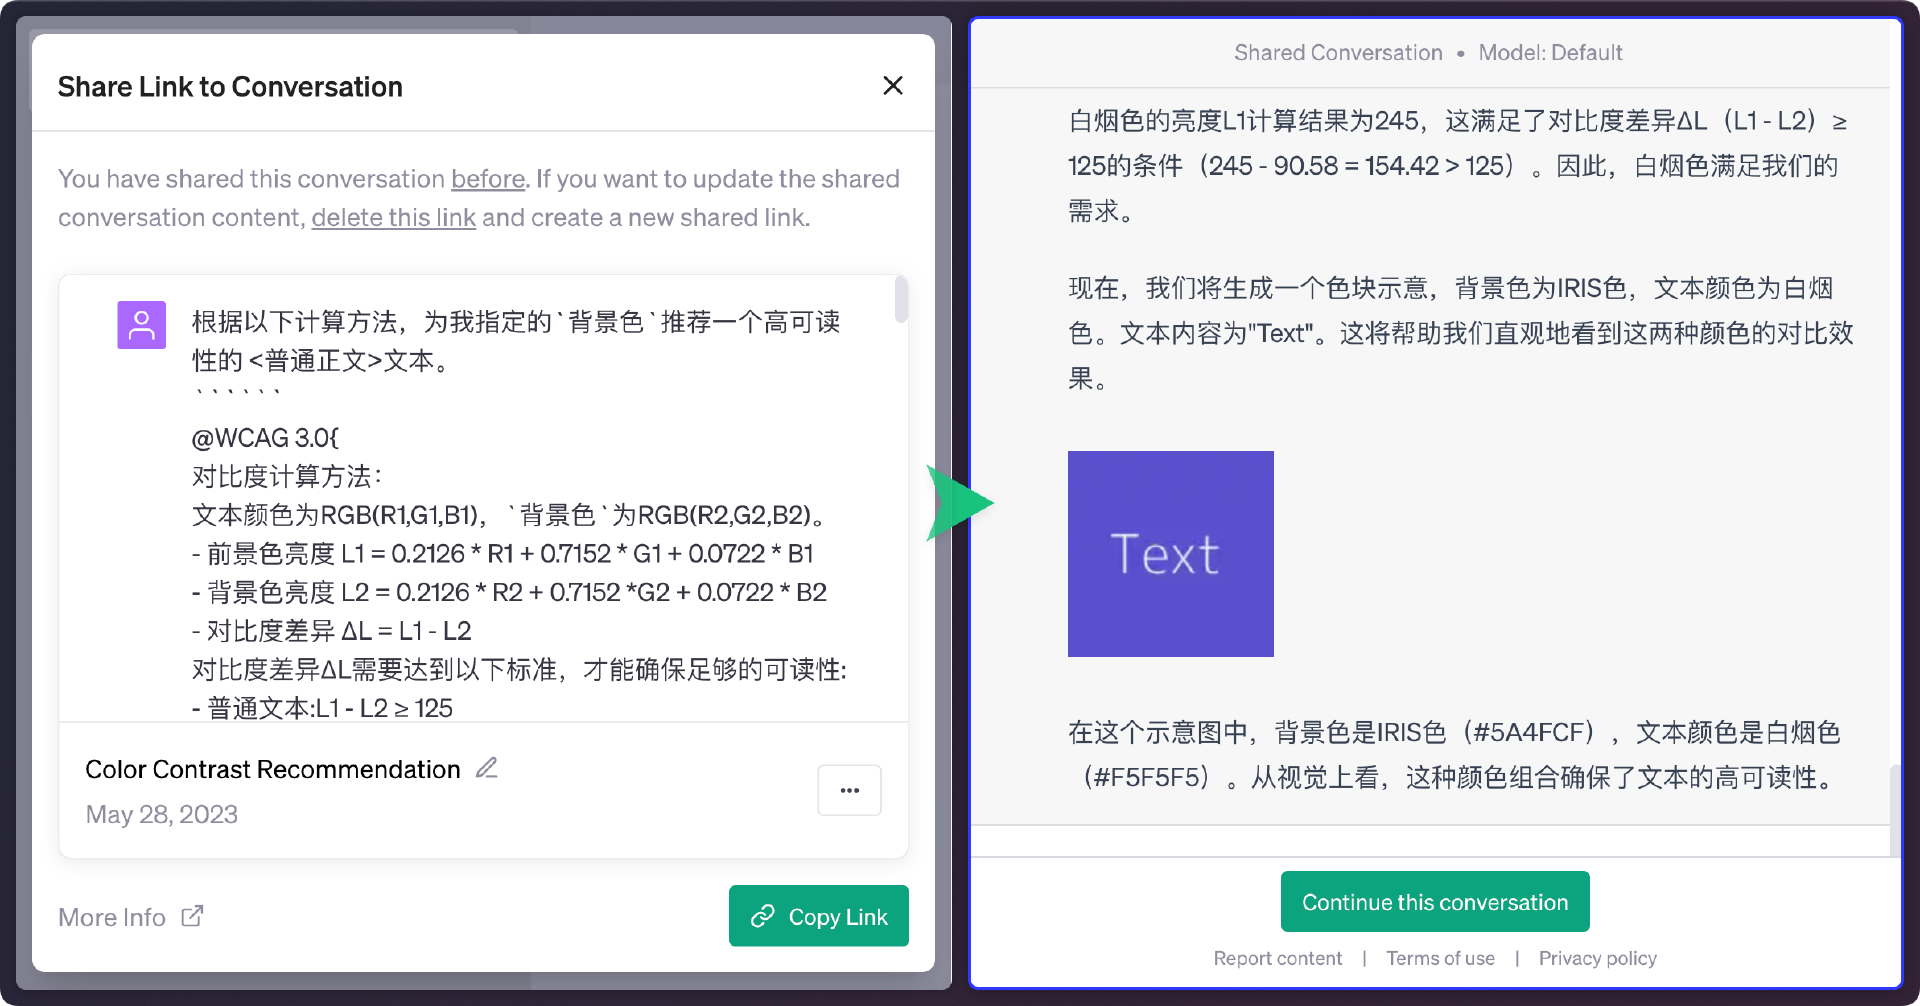 Share Link to Conversation
You have shared this conversation before. If you want to update the shared
conversation content, delete this link and create a new shared link.
根据以下计算方法，为我指定的`背景色`推荐一个高可读
性的 <普通正文>文本。
``````
@WCAG 3.0{
对比度计算方法：
文本颜色为RGB(R1,G1,B1)，`背景色`为RGB(R2,G2,B2)。
- 前景色亮度 L1 = 0.2126 * R1 + 0.7152 * G1 + 0.0722 * B1
- 背景色亮度 L2 = 0.2126 * R2 + 0.7152 *G2 + 0.0722 * B2
- 对比度差异 ΔL = L1 - L2
对比度差异ΔL需要达到以下标准，才能确保足够的可读性:
- 普通文本:L1 - L2 ≥ 125
Color Contrast Recommendation
May 28, 2023
...
More Info
Copy Link
Shared Conversation • Model: Default
白烟色的亮度L1计算结果为245，这满足了对比度差异ΔL（L1 - L2）≥
125的条件（245 - 90.58 = 154.42 > 125）。因此，白烟色满足我们的
需求。
现在，我们将生成一个色块示意，背景色为IRIS色，文本颜色为白烟
色。文本内容为"Text"。这将帮助我们直观地看到这两种颜色的对比效
果。
Text
在这个示意图中，背景色是IRIS色（#5A4FCF），文本颜色是白烟色
（#F5F5F5）。从视觉上看，这种颜色组合确保了文本的高可读性。
Continue this conversation
Report content | Terms of use | Privacy policy